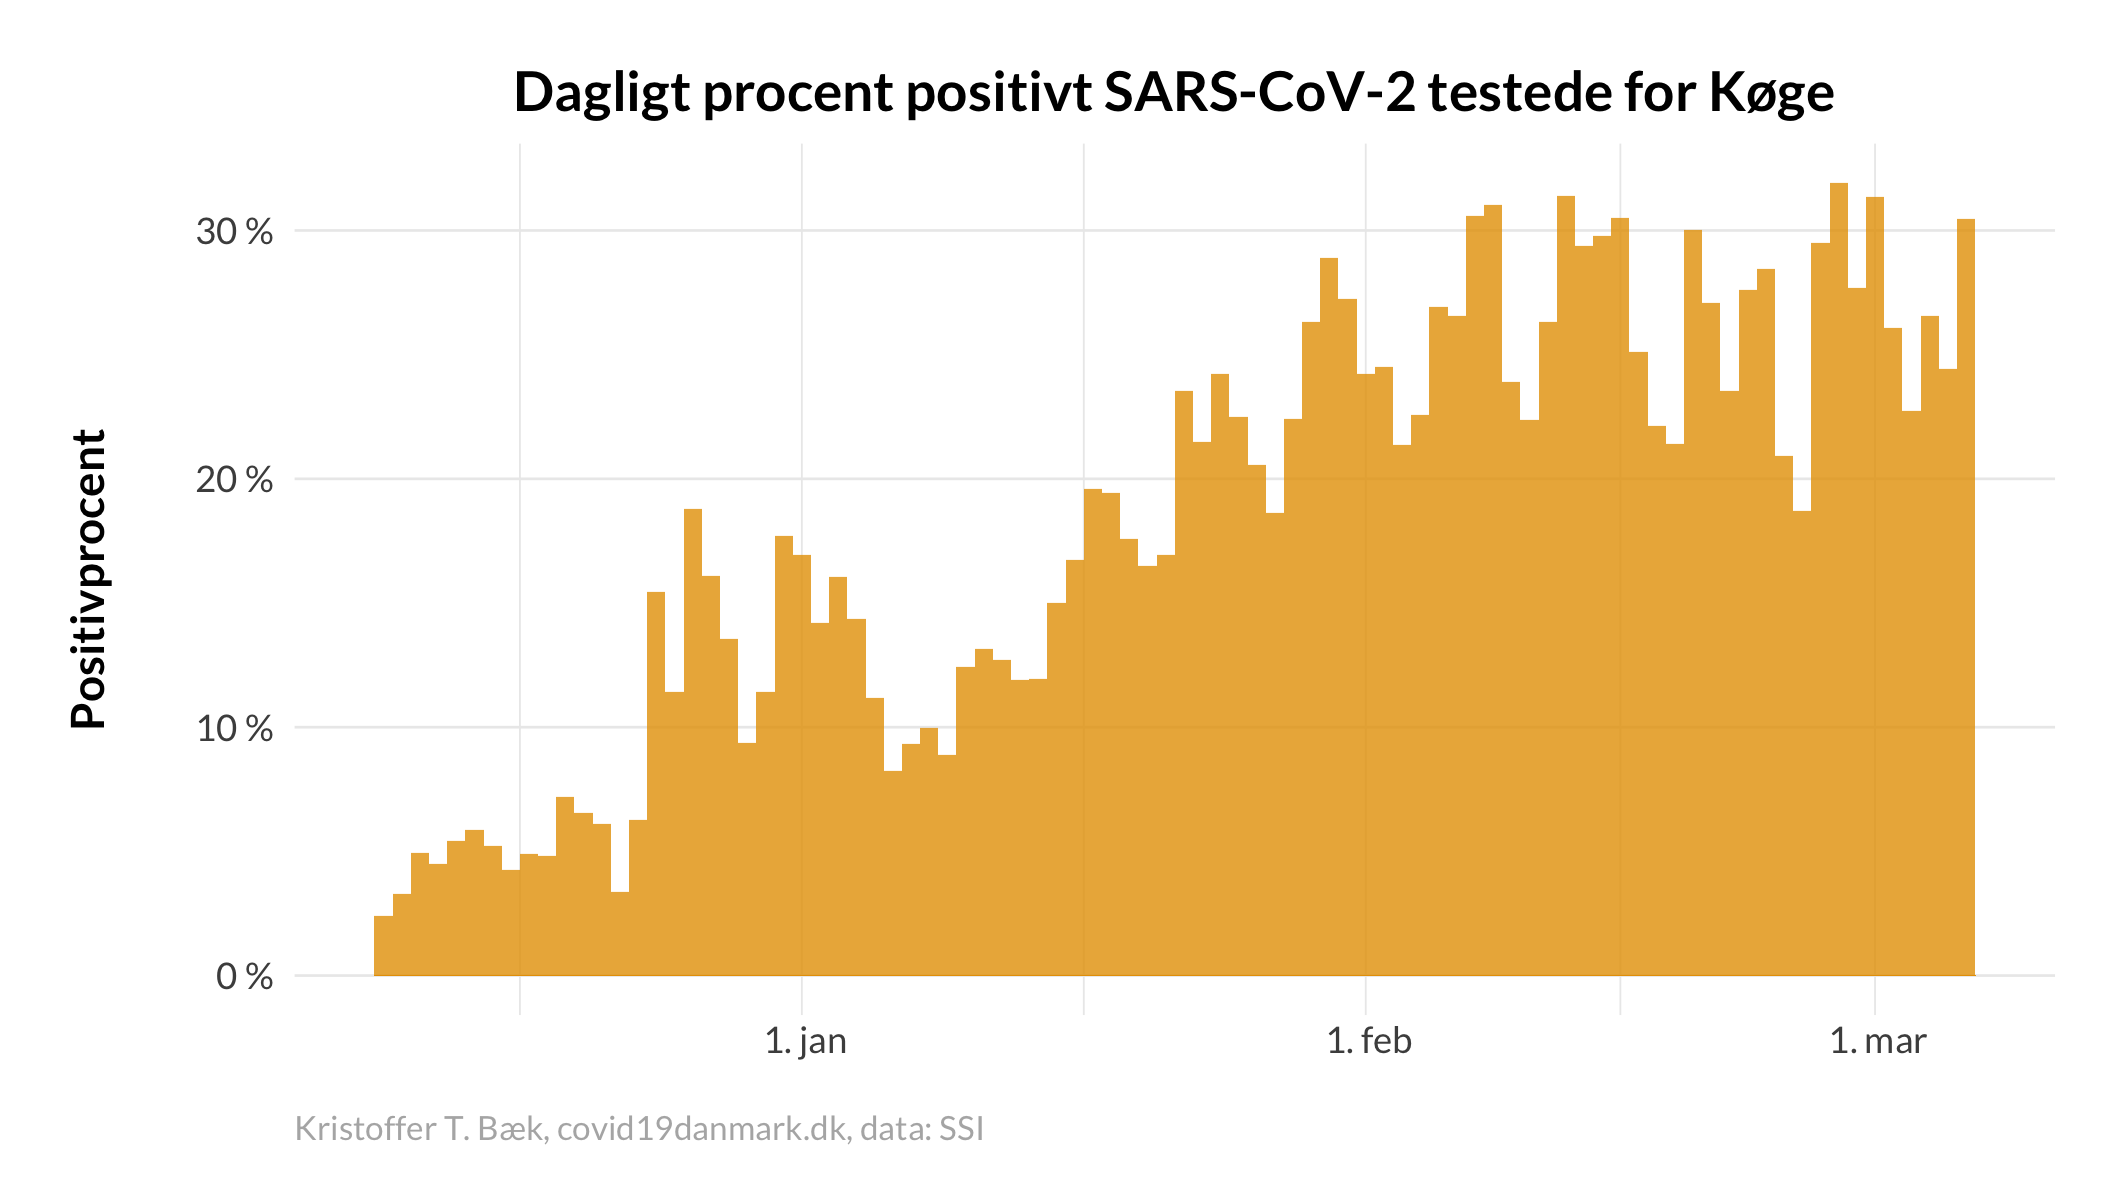 Dagligt procent positivt SARS-CoV-2 testede for Køge
Positivprocent
30 %
20 %
10 %
0 %
1. jan
1. feb
1. mar
Kristoffer T. Bæk, covid19danmark.dk, data: SSI